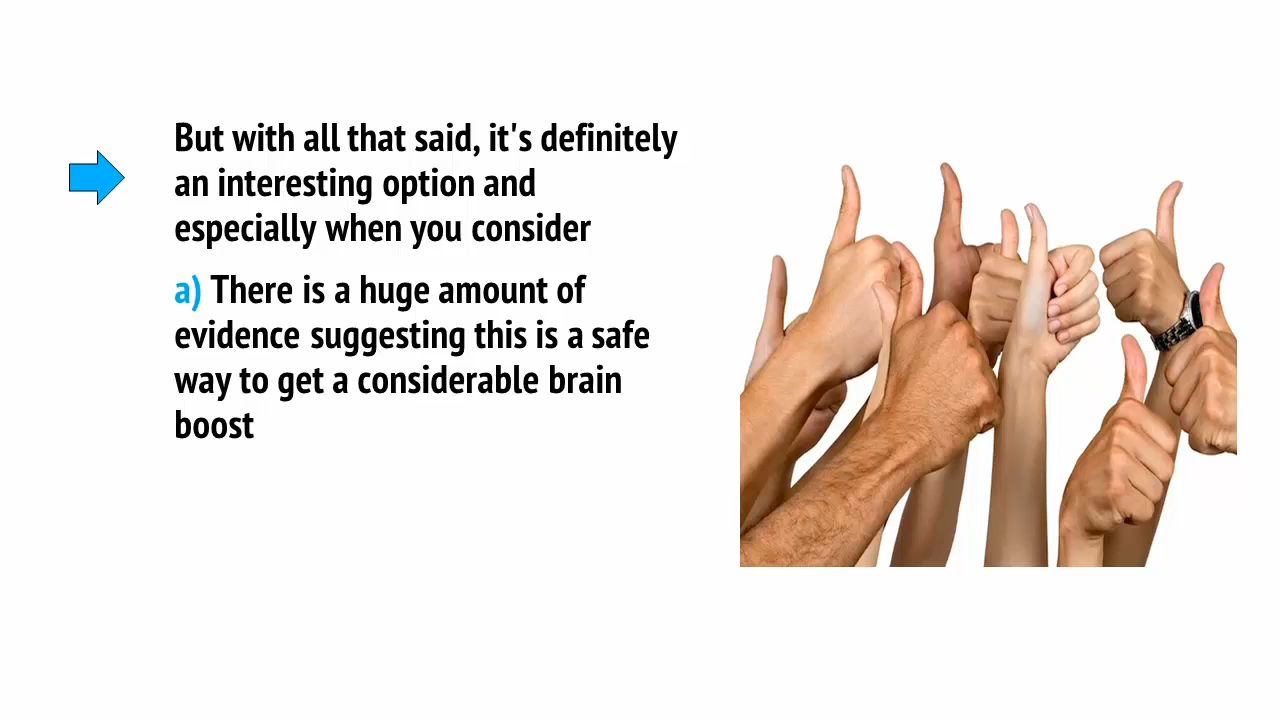 But with all that said, it's definitely
an interesting option and
especially when you consider
a) There is a huge amount of
evidence suggesting this is a safe
way to get a considerable brain
boost